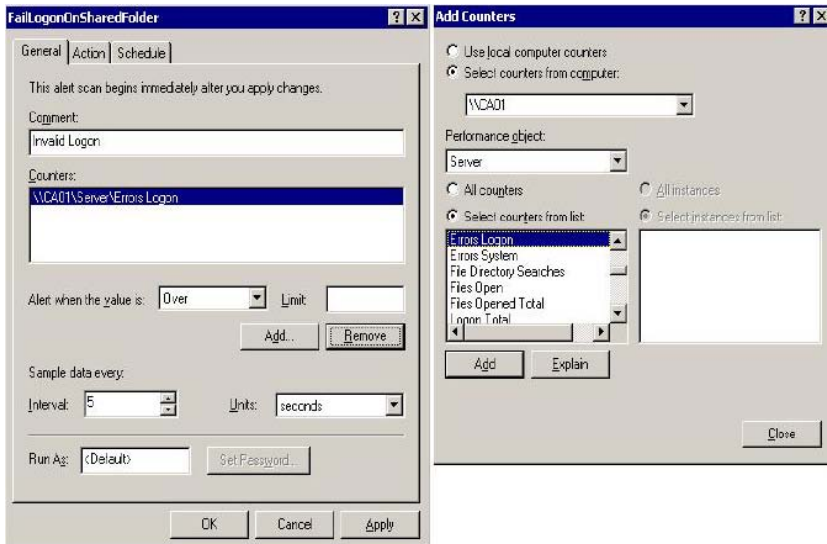 FailLogonOnSharedFolder
General
Action
Schedule
This alert scan begins immediately after you apply changes.
Comment:
Invalid Logon
Counters:
\\CA01\Server\Errors Logon
Alert when the value is:
Over
Limit:
Add...
Remove
Sample data every:
Interval:
5
Units:
seconds
Run As:
<Default>
Set Password...
OK
Cancel
Apply
Add Counters
Use local computer counters
Select counters from computer:
\\CA01
Performance object:
Server
All counters
All instances
Select counters from list:
Select instances from list:
Errors Logon
Errors System
File Directory Searches
Files Open
Files Opened Total
Logon Total
Add
Explain
Close